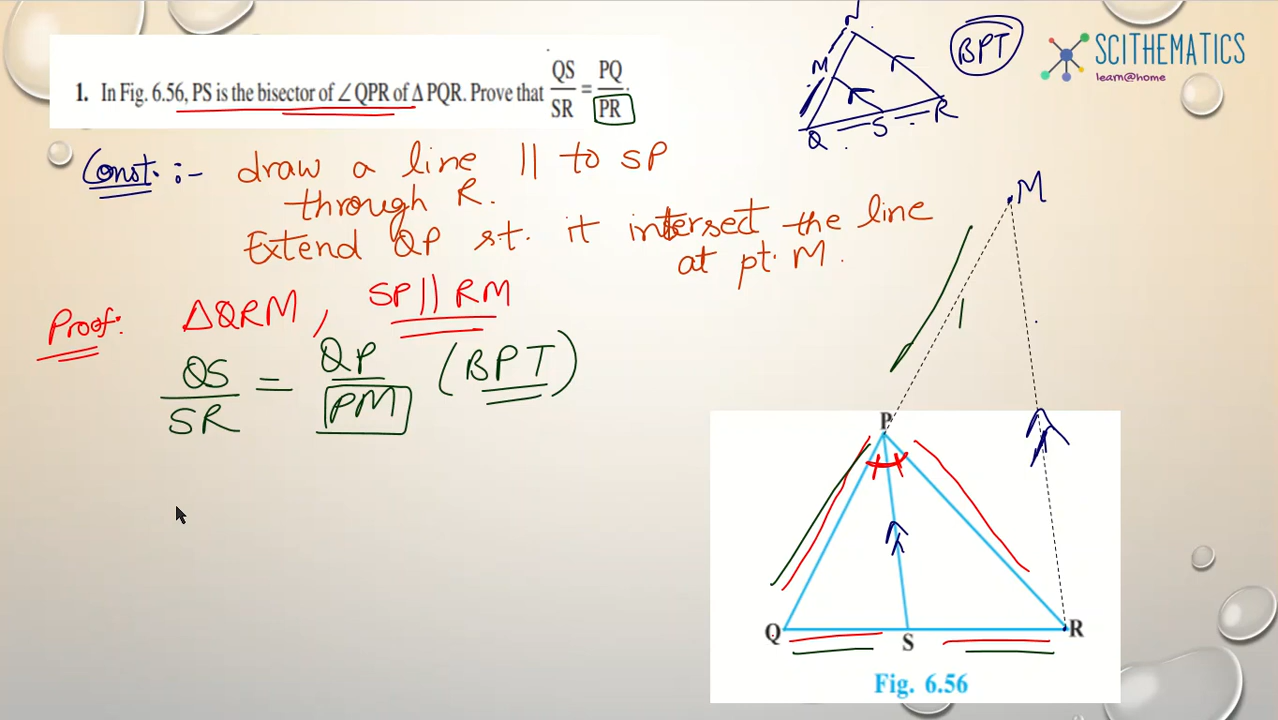 1. In Fig. 6.56, PS is the bisector of ∠QPR of Δ PQR. Prove that QS/SR = PQ/PR.
N
M
Q S R
BPT
SCITHEMATICS
learn@home
Const. :- draw a line || to SP
through R.
Extend QP s.t. it intersect the line
at pt. M.
Proof: ΔQRM, SP || RM
QS/SR = QP/PM (BPT)
M
P
Q S R
Fig. 6.56